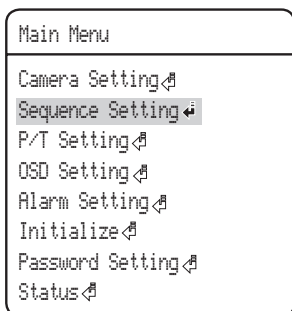 Main Menu
Camera Setting
Sequence Setting
P/T Setting
OSD Setting
Alarm Setting
Initialize
Password Setting
Status